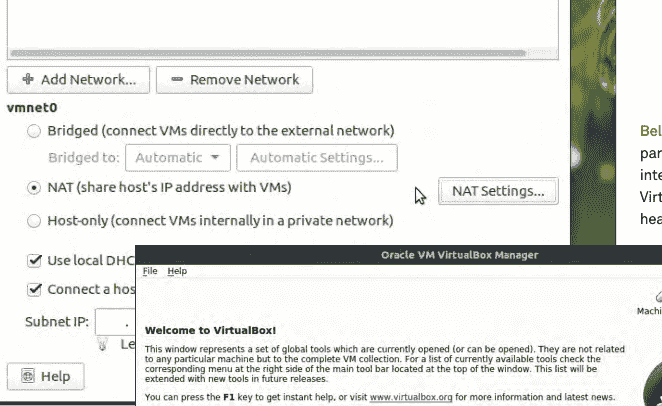 Add Network...
Remove Network
vmnet0
Bridged (connect VMs directly to the external network)
Bridged to: Automatic Automatic Settings...
NAT (share host's IP address with VMs)
NAT Settings...
Host-only (connect VMs internally in a private network)
Use local DHC
Connect a hos
Subnet IP: .
Le
Help
Oracle VM VirtualBox Manager
File Help
Machi
Welcome to VirtualBox!
This window represents a set of global tools which are currently opened (or can be opened). They are not related
to any particular machine but to the complete VM collection. For a list of currently available tools check the
corresponding menu at the right side of the main tool bar located at the top of the window. This list will be
extended with new tools in future releases.
You can press the F1 key to get instant help, or visit www.virtualbox.org for more information and latest news.
Bel
par
inte
Virt
hea